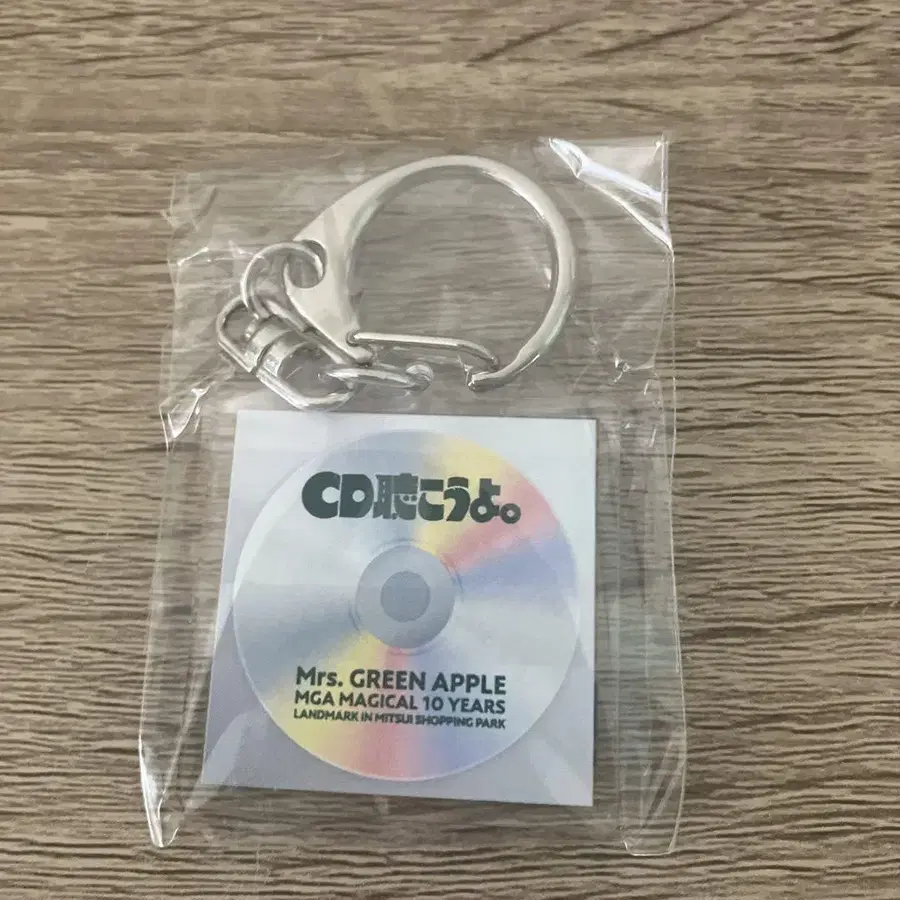 CD聴こうよ。
Mrs. GREEN APPLE
MGA MAGICAL 10 YEARS
LANDMARK IN MITSUI SHOPPING PARK